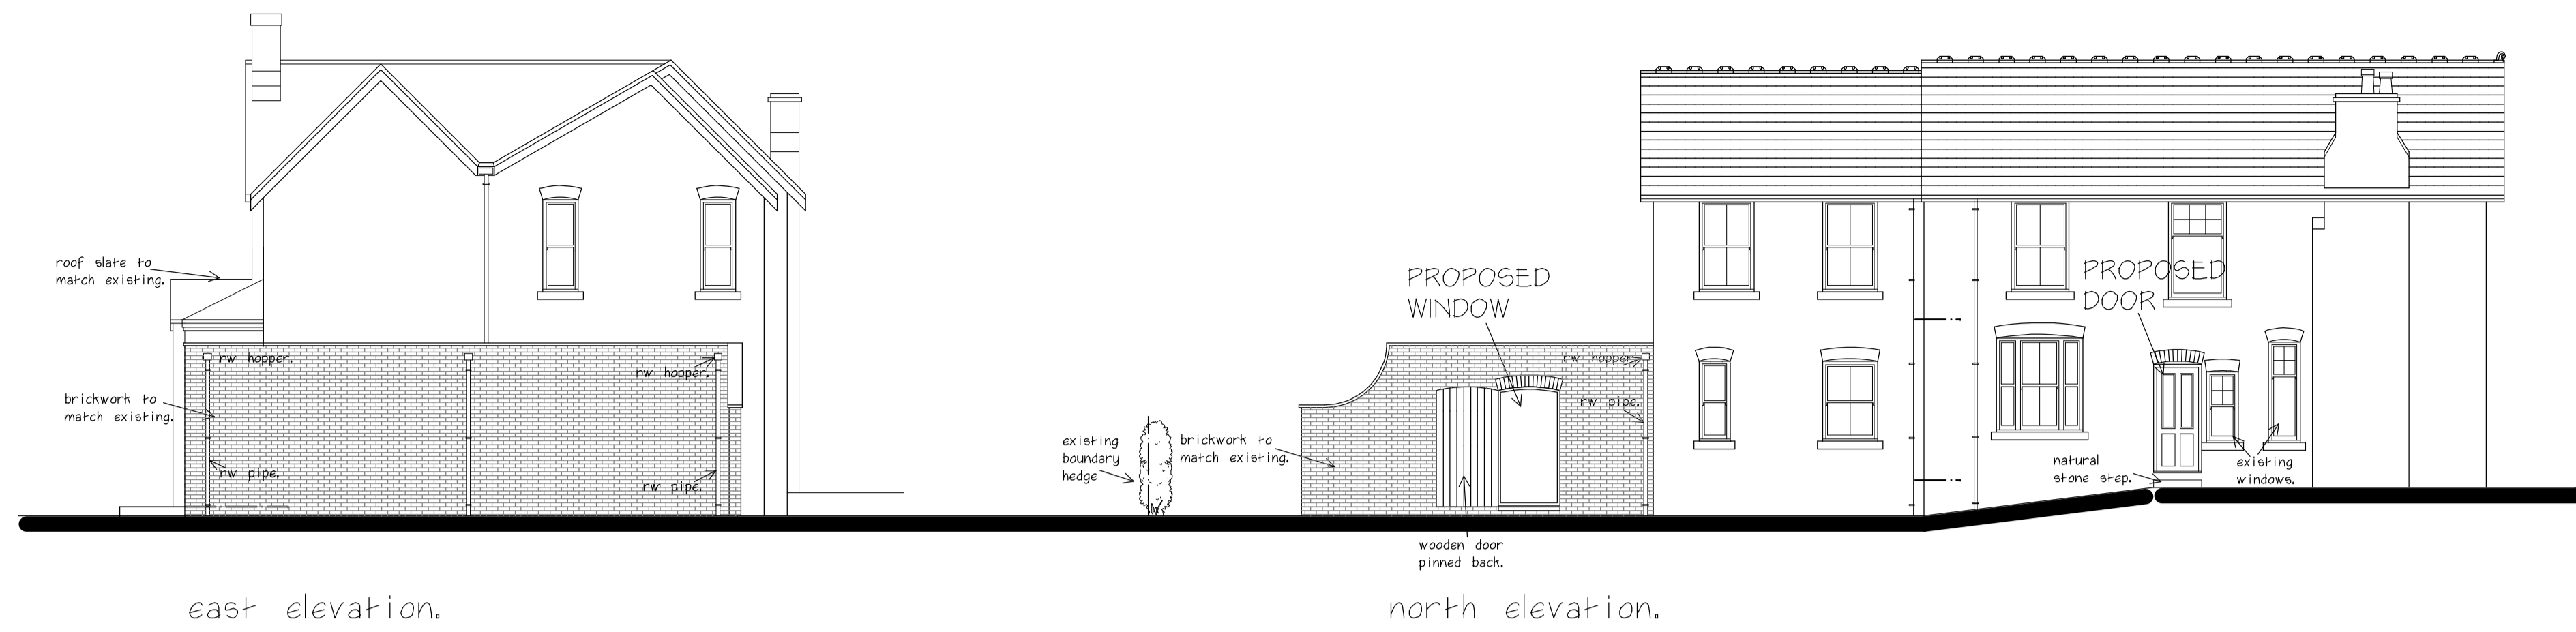 roof slate to
match existing.
rw hopper.
rw hopper.
brickwork to
match existing.
rw pipe.
rw pipe.
east elevation.
existing
boundary
hedge
brickwork to
match existing.
PROPOSED
WINDOW
rw hopper.
rw pipe.
wooden door
pinned back.
PROPOSED
DOOR
natural
stone step.
existing
windows.
north elevation.